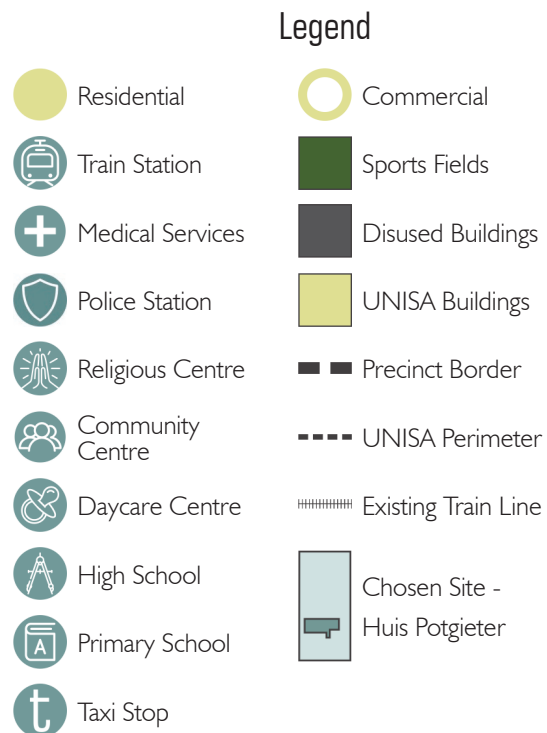 Legend
Residential
Train Station
Medical Services
Police Station
Religious Centre
Community
Centre
Daycare Centre
High School
A
Primary School
t
Taxi Stop
Commercial
Sports Fields
Disused Buildings
UNISA Buildings
Precinct Border
UNISA Perimeter
Existing Train Line
Chosen Site -
Huis Potgieter